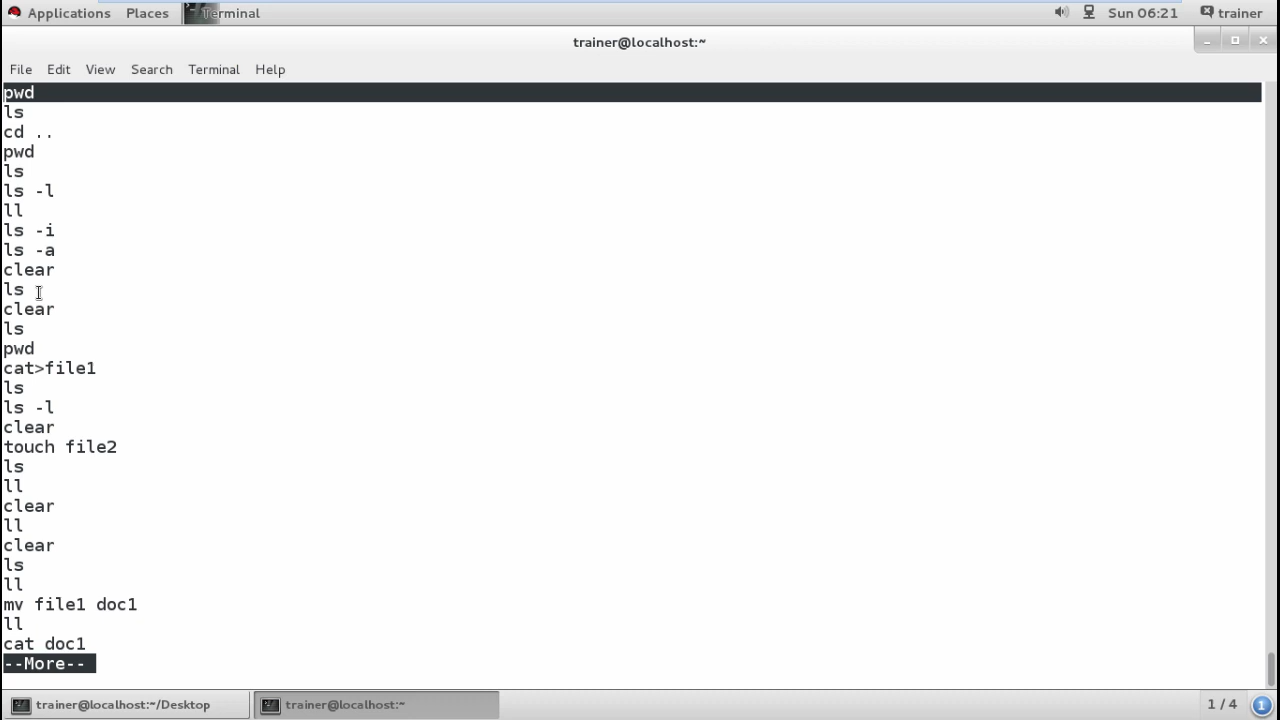 Applications Places Terminal Sun 06:21 trainer
trainer@localhost:~
File Edit View Search Terminal Help
pwd
ls
cd ..
pwd
ls
ls -l
ll
ls -i
ls -a
clear
ls
clear
ls
pwd
cat>file1
ls
ls -l
clear
touch file2
ls
ll
clear
ll
clear
ls
ll
mv file1 doc1
ll
cat doc1
--More--
trainer@localhost:~/Desktop trainer@localhost:~ 1 / 4 1